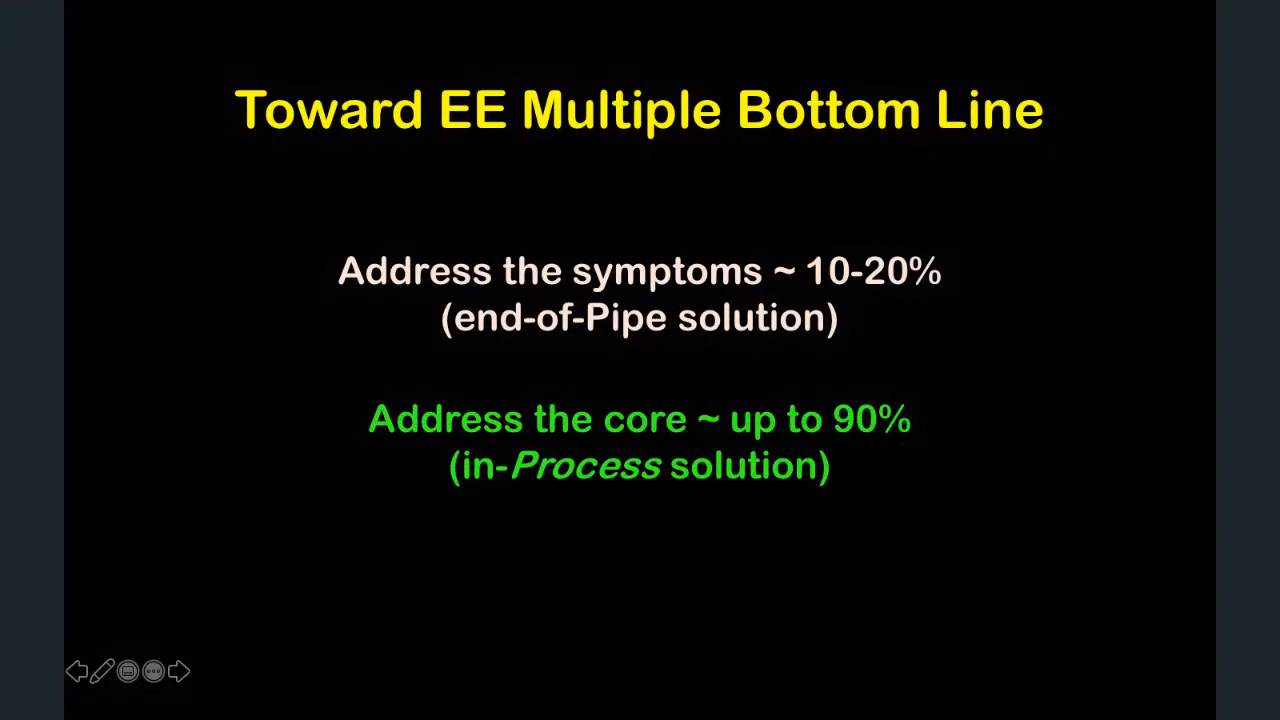 Toward EE Multiple Bottom Line
Address the symptoms ~ 10-20%
(end-of-Pipe solution)
Address the core ~ up to 90%
(in-Process solution)